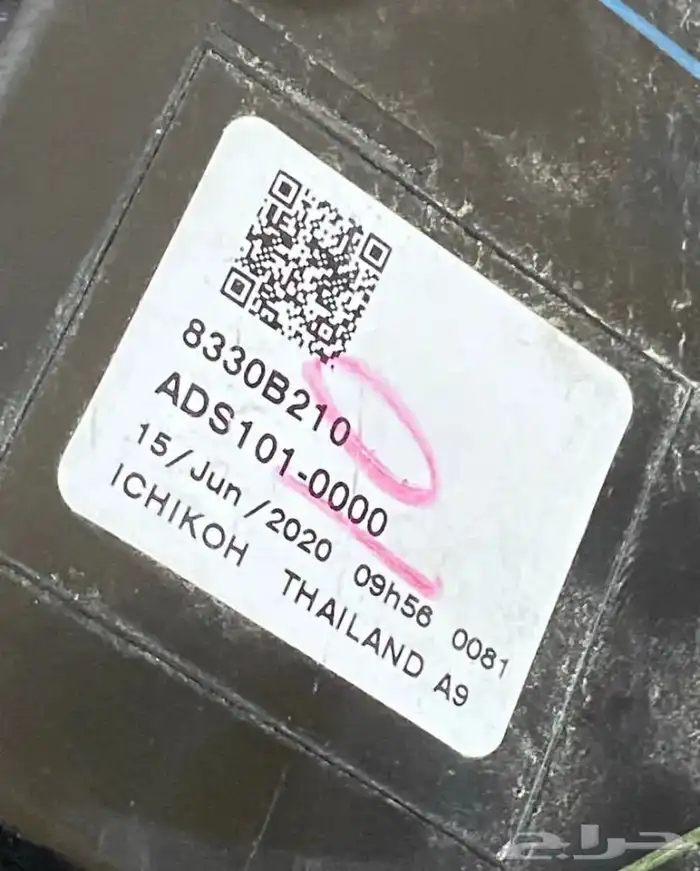 8330B210
ADS101-0000
15/Jun/2020 09h56 0081
ICHIKOH THAILAND A9
حراج